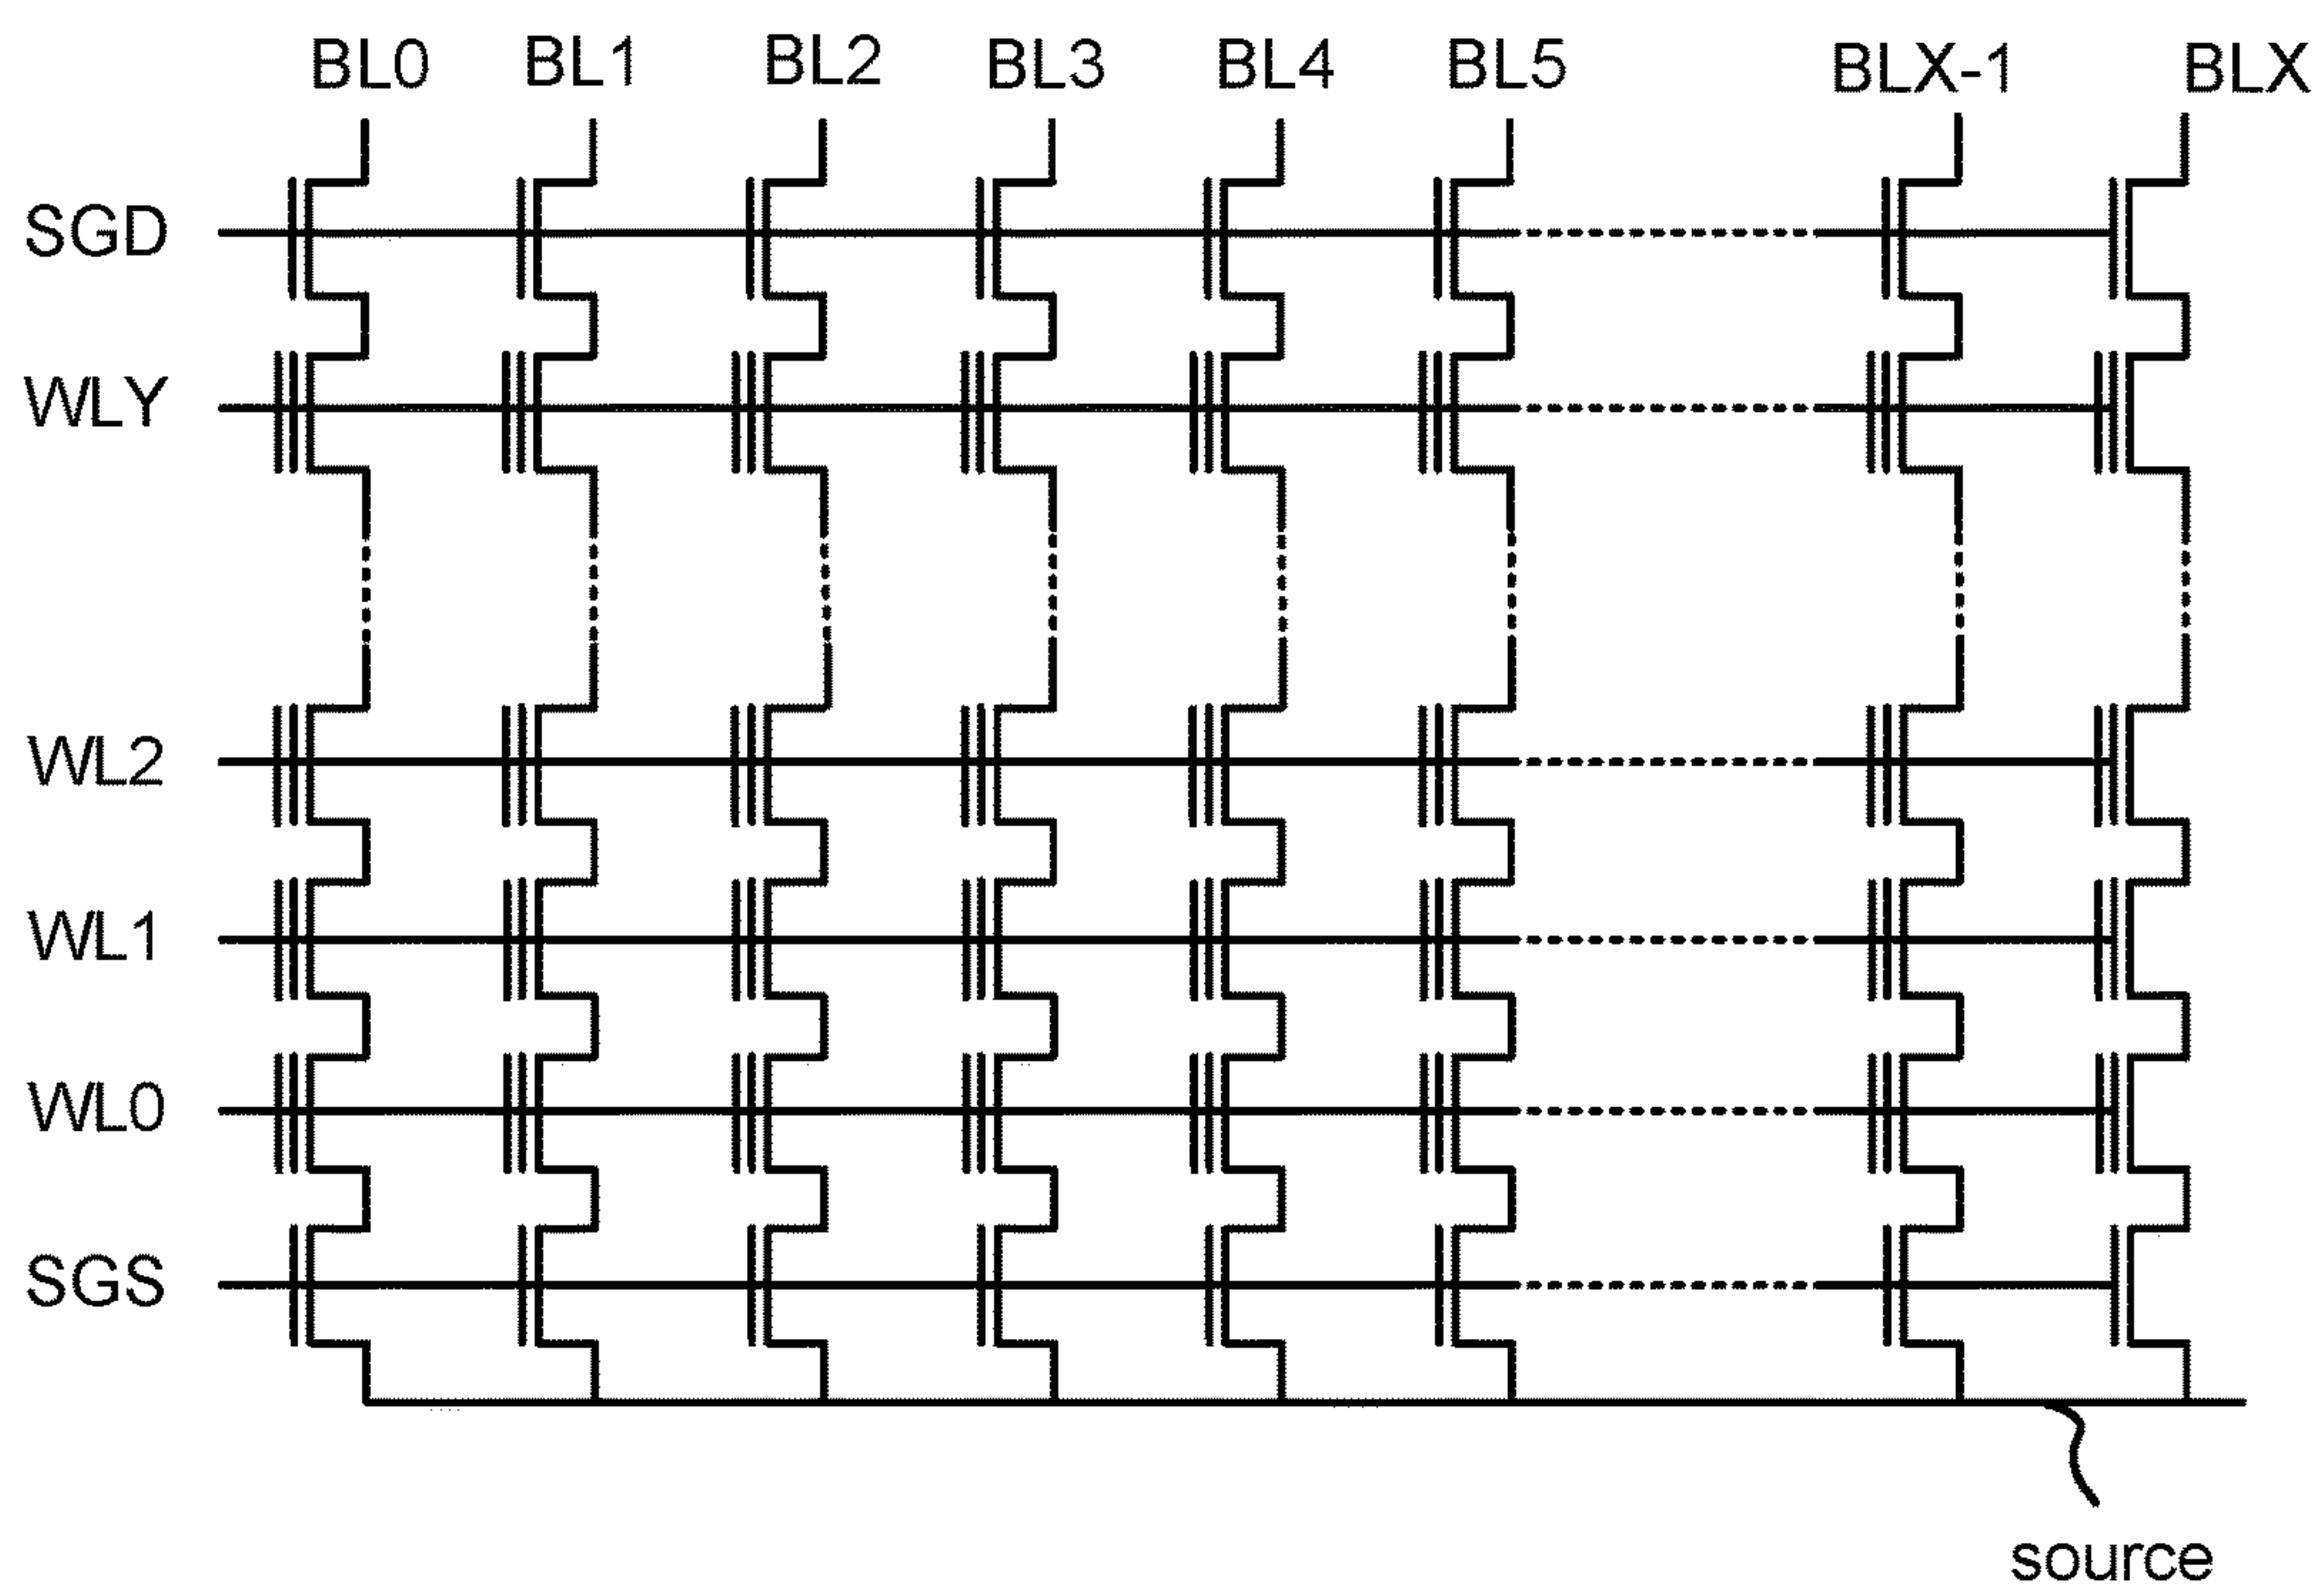 BL0 BL1 BL2 BL3 BL4 BL5 BLX-1 BLX
SGD
WLY
WL2
WL1
WL0
SGS
source